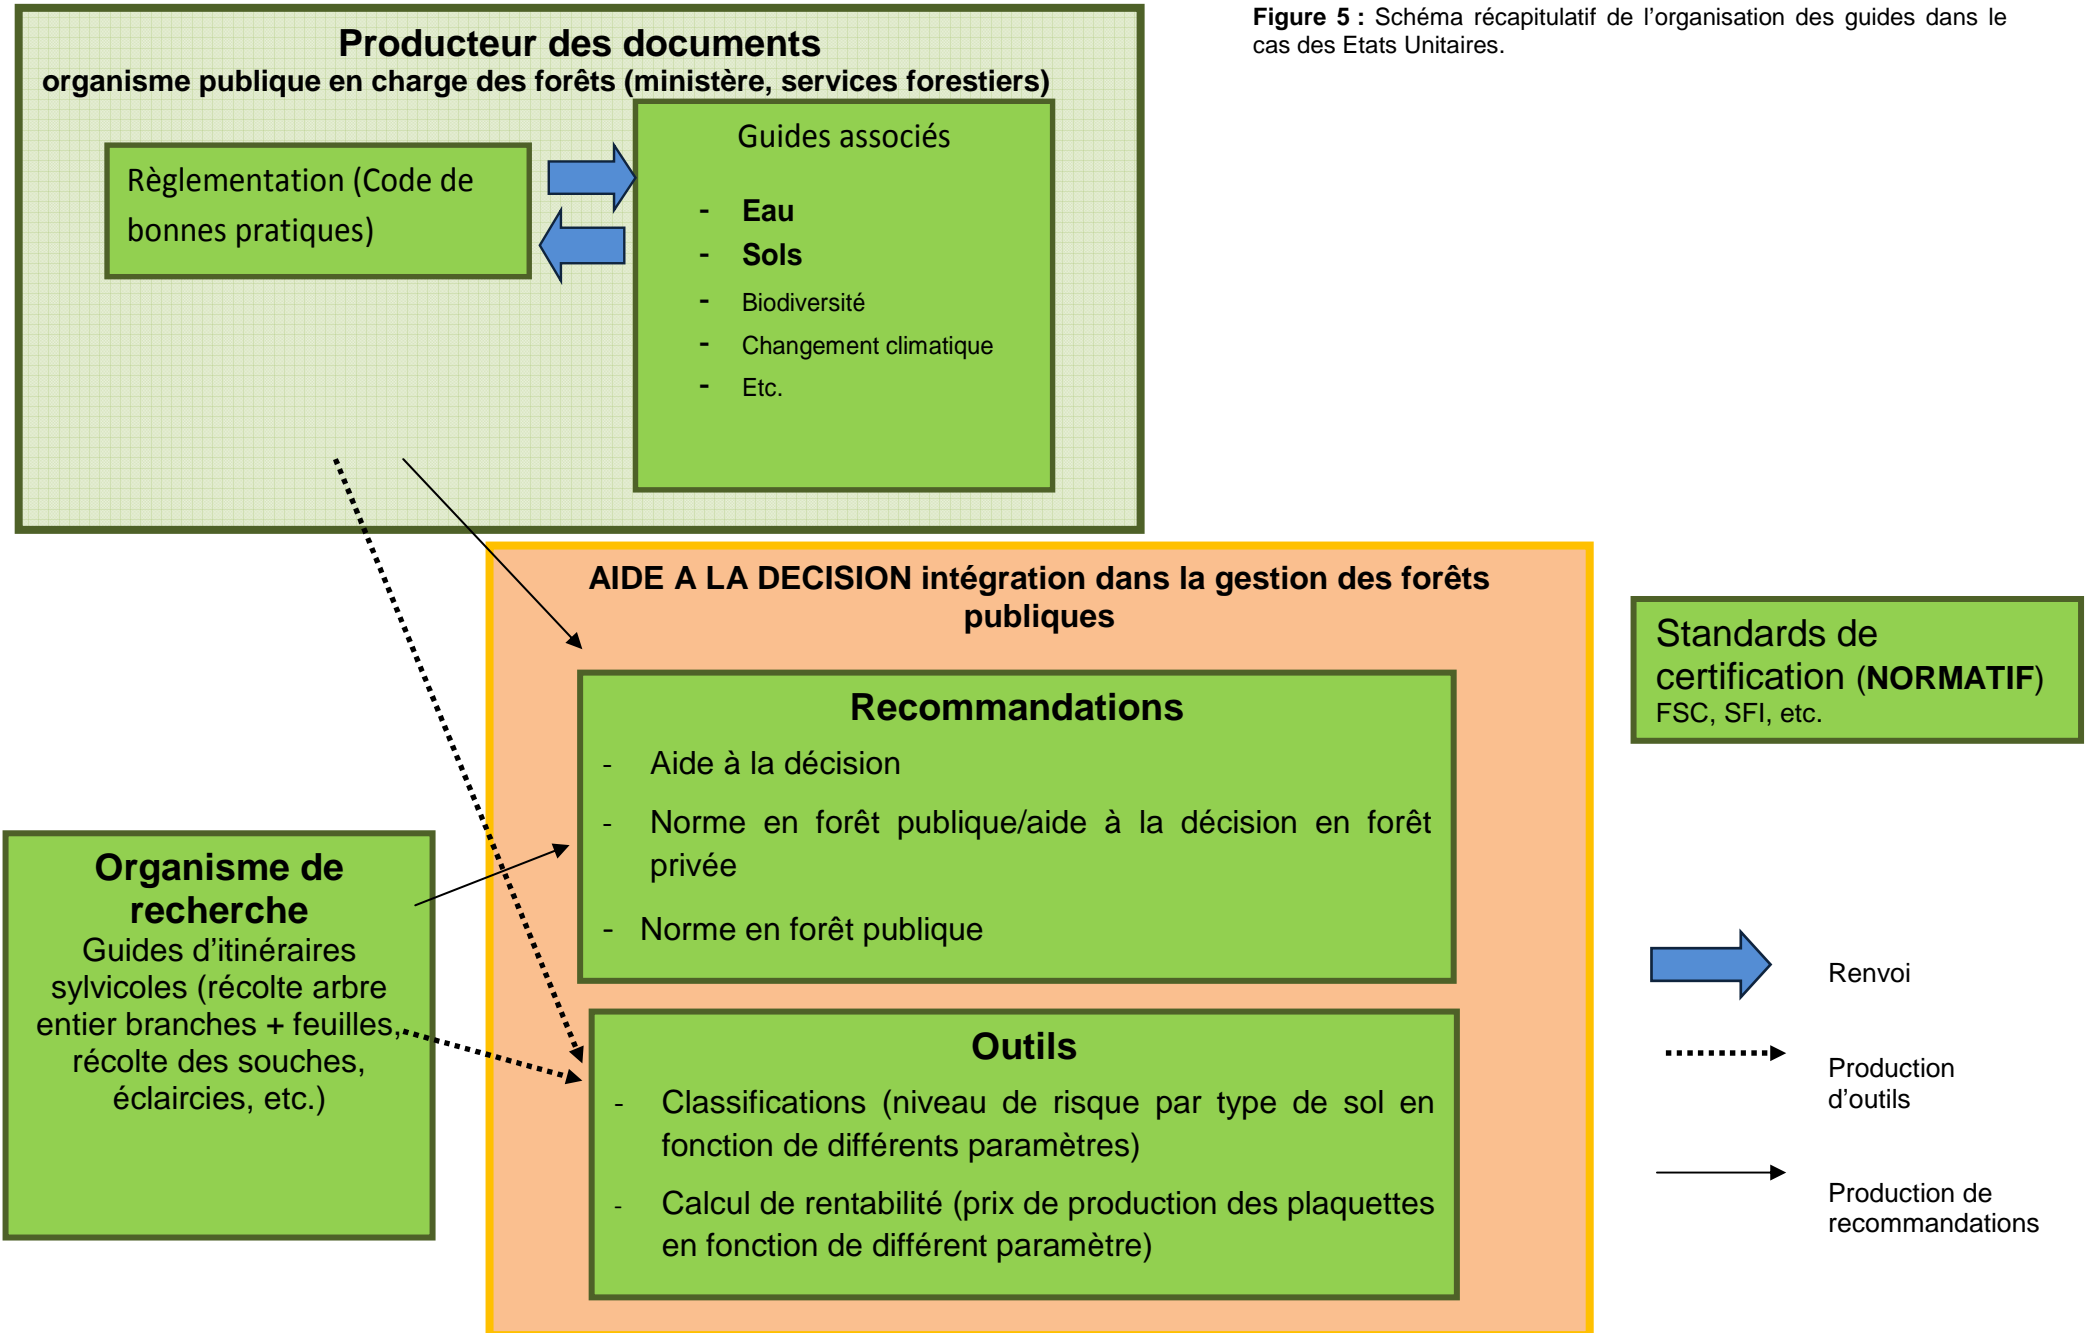 Figure 5 : Schéma récapitulatif de l’organisation des guides dans le
cas des Etats Unitaires.
Producteur des documents
organisme publique en charge des forêts (ministère, services forestiers)
Règlementation (Code de
bonnes pratiques)
Guides associés
- Eau
- Sols
- Biodiversité
- Changement climatique
- Etc.
AIDE A LA DECISION intégration dans la gestion des forêts
publiques
Recommandations
- Aide à la décision
- Norme en forêt publique/aide à la décision en forêt
privée
- Norme en forêt publique
Standards de
certification (NORMATIF)
FSC, SFI, etc.
Organisme de
recherche
Guides d’itinéraires
sylvicoles (récolte arbre
entier branches + feuilles,
récolte des souches,
éclaircies, etc.)
Outils
- Classifications (niveau de risque par type de sol en
fonction de différents paramètres)
- Calcul de rentabilité (prix de production des plaquettes
en fonction de différent paramètre)
Renvoi
Production
d’outils
Production de
recommandations